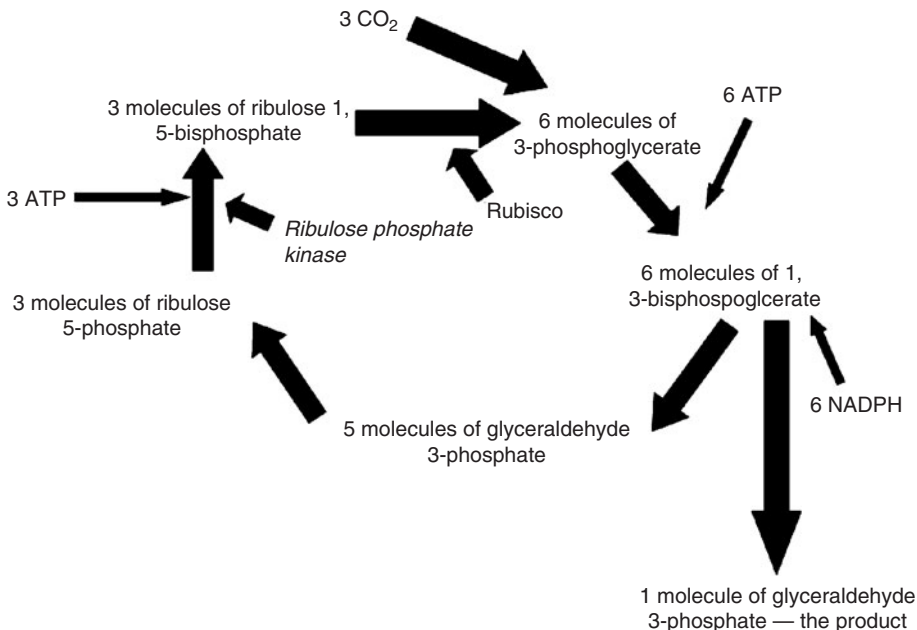 3 CO₂
3 molecules of ribulose 1,
5-bisphosphate
6 molecules of
3-phosphoglycerate
6 ATP
3 ATP
Ribulose phosphate
kinase
Rubisco
6 molecules of 1,
3-bisphospoglcerate
3 molecules of ribulose
5-phosphate
6 NADPH
5 molecules of glyceraldehyde
3-phosphate
1 molecule of glyceraldehyde
3-phosphate — the product